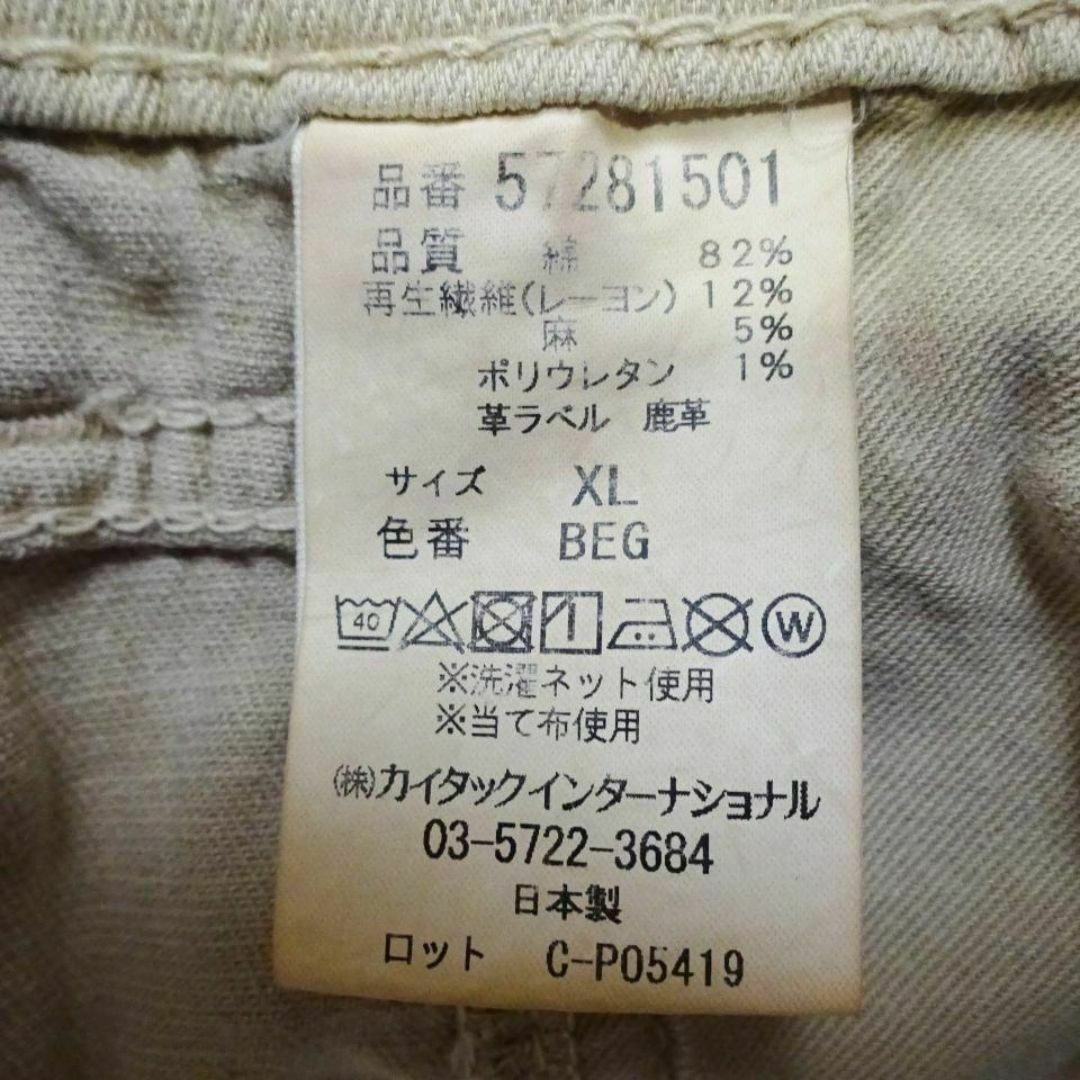 品番 57281501
品質 綿 82%
再生繊維(レーヨン) 12%
麻 5%
ポリウレタン 1%
革ラベル 鹿革
サイズ XL
色番 BEG
40 W
※洗濯ネット使用
※当て布使用
(株)カイタックインターナショナル
03-5722-3684
日本製
ロット C-P05419